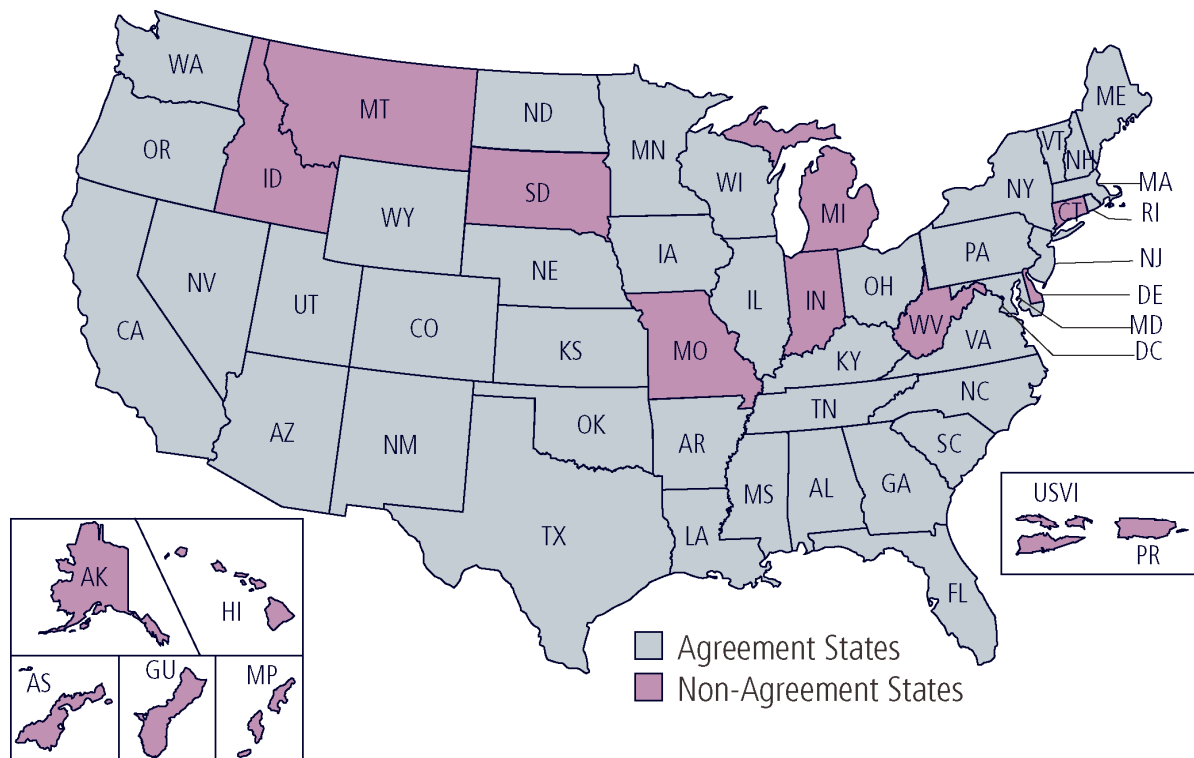 WA
MT
ND
ME
OR
ID
MN
VT
NH
SD
WI
NY
MA
WY
MI
CT
RI
IA
PA
NJ
NE
NV
UT
IL
IN
OH
DE
CA
CO
WV
MD
KS
MO
KY
VA
DC
NC
TN
AZ
NM
OK
AR
SC
MS
AL
GA
TX
LA
USVI
PR
FL
AK
HI
AS
GU
MP
Agreement States
Non-Agreement States